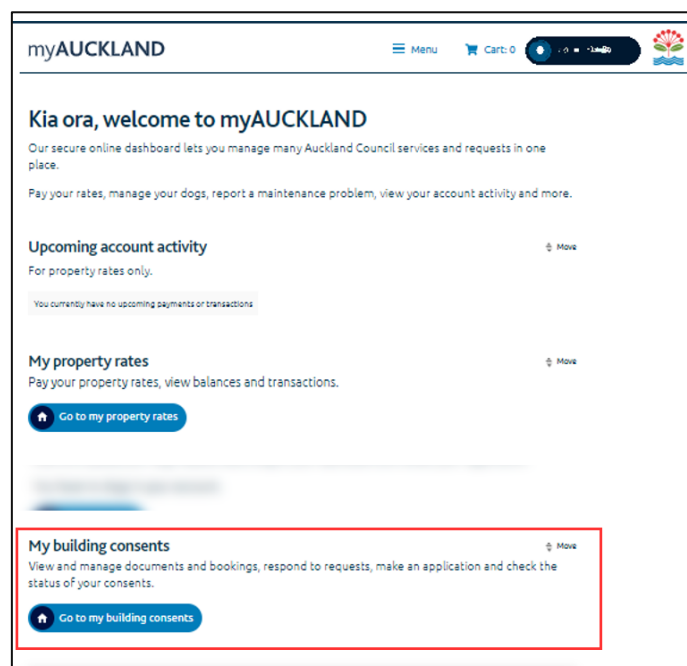 myAUCKLAND
Menu
Cart: 0
Kia ora, welcome to myAUCKLAND
Our secure online dashboard lets you manage many Auckland Council services and requests in one
place.
Pay your rates, manage your dogs, report a maintenance problem, view your account activity and more.
Upcoming account activity
Move
For property rates only.
You currently have no upcoming payments or transactions
My property rates
Move
Pay your property rates, view balances and transactions.
Go to my property rates
My building consents
Move
View and manage documents and bookings, respond to requests, make an application and check the
status of your consents.
Go to my building consents